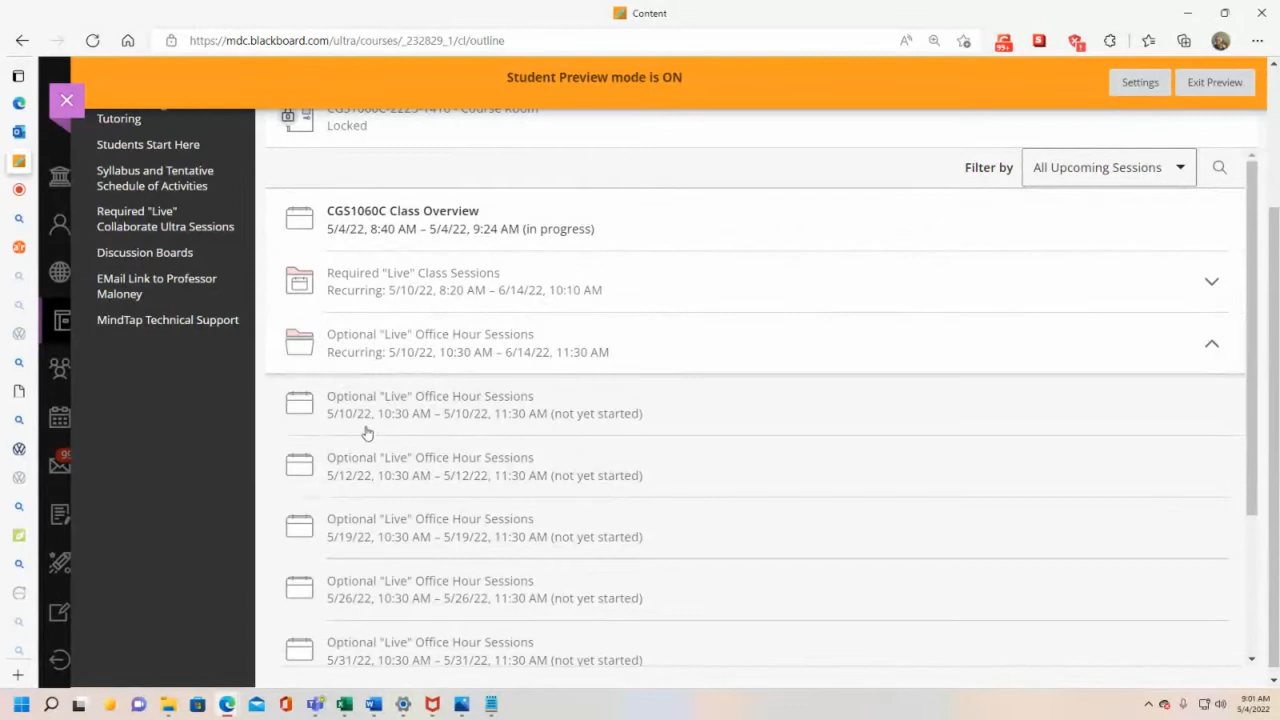 Content
https://mdc.blackboard.com/ultra/courses/_232829_1/cl/outline
99+
Student Preview mode is ON
Settings
Exit Preview
Tutoring
Students Start Here
Syllabus and Tentative
Schedule of Activities
Required "Live"
Collaborate Ultra Sessions
Discussion Boards
EMail Link to Professor
Maloney
MindTap Technical Support
Locked
Filter by
All Upcoming Sessions
CGS1060C Class Overview
5/4/22, 8:40 AM – 5/4/22, 9:24 AM (in progress)
Required "Live" Class Sessions
Recurring: 5/10/22, 8:20 AM – 6/14/22, 10:10 AM
Optional "Live" Office Hour Sessions
Recurring: 5/10/22, 10:30 AM – 6/14/22, 11:30 AM
Optional "Live" Office Hour Sessions
5/10/22, 10:30 AM – 5/10/22, 11:30 AM (not yet started)
Optional "Live" Office Hour Sessions
5/12/22, 10:30 AM – 5/12/22, 11:30 AM (not yet started)
Optional "Live" Office Hour Sessions
5/19/22, 10:30 AM – 5/19/22, 11:30 AM (not yet started)
Optional "Live" Office Hour Sessions
5/26/22, 10:30 AM – 5/26/22, 11:30 AM (not yet started)
Optional "Live" Office Hour Sessions
5/31/22, 10:30 AM – 5/31/22, 11:30 AM (not yet started)
9:01 AM
5/4/2022